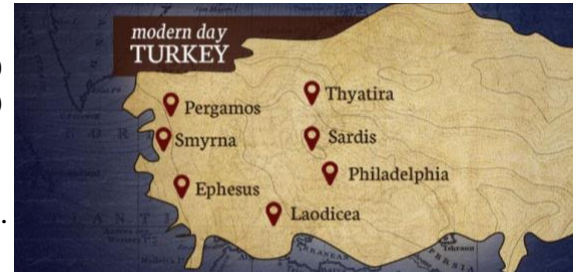 modern day
TURKEY
Pergamos
Thyatira
Smyrna
Sardis
Ephesus
Philadelphia
Laodicea
)
)
.